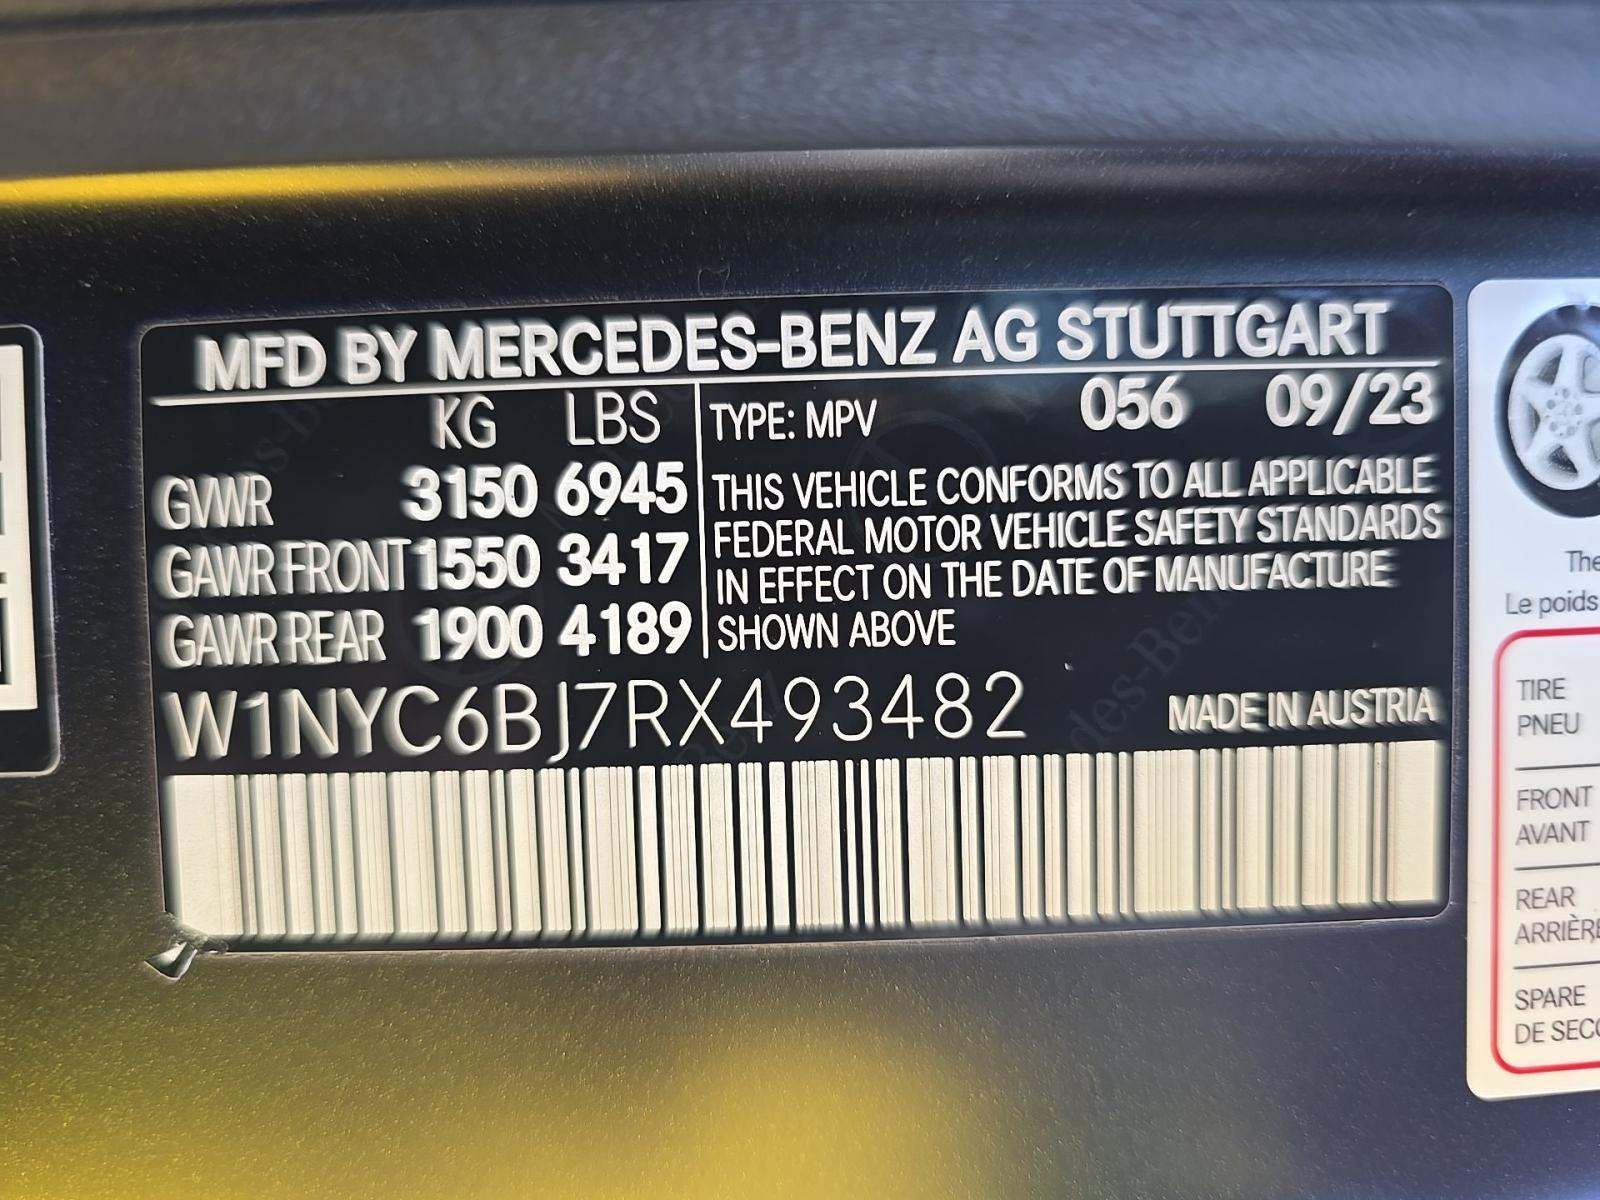 MFD BY MERCEDES-BENZ AG STUTTGART
KG LBS
GVWR 3150 6945
GAWR FRONT 1550 3417
GAWR REAR 1900 4189
TYPE: MPV 056 09/23
THIS VEHICLE CONFORMS TO ALL APPLICABLE
FEDERAL MOTOR VEHICLE SAFETY STANDARDS
IN EFFECT ON THE DATE OF MANUFACTURE
SHOWN ABOVE
W1NYC6BJ7RX493482
MADE IN AUSTRIA
The
Le poids
TIRE
PNEU
FRONT
AVANT
REAR
ARRIÈRE
SPARE
DE